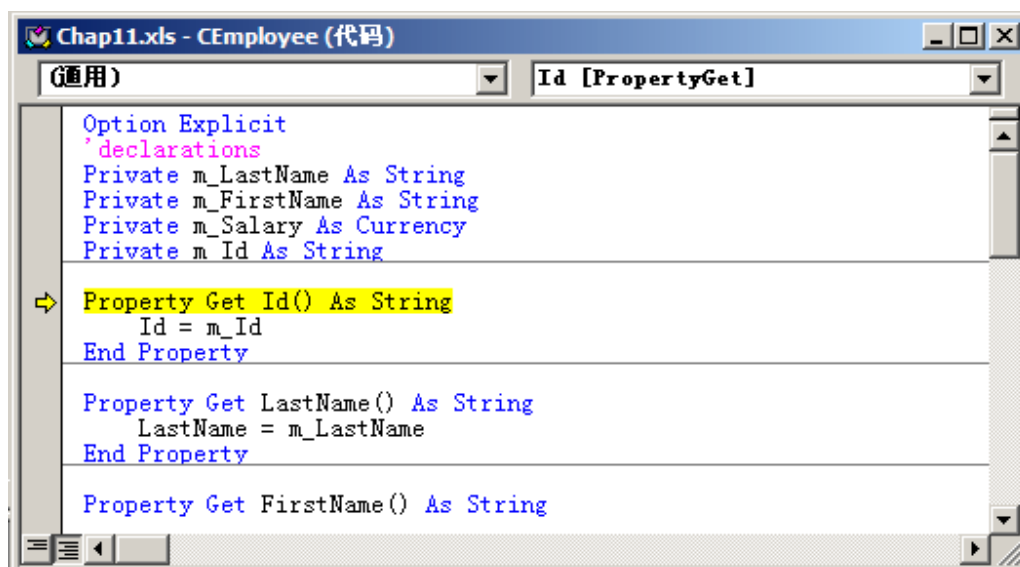 Chap11.xls - CEmployee (代码)
(通用)
Id [PropertyGet]
Option Explicit
'declarations
Private m_LastName As String
Private m_FirstName As String
Private m_Salary As Currency
Private m_Id As String
Property Get Id() As String
Id = m_Id
End Property
Property Get LastName() As String
LastName = m_LastName
End Property
Property Get FirstName() As String